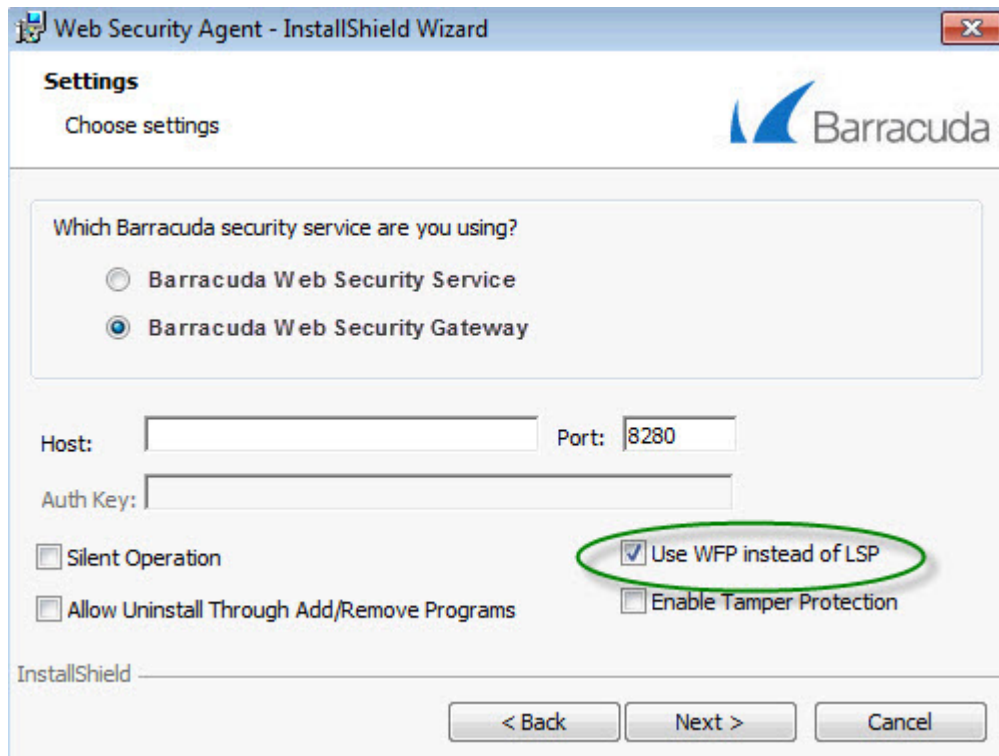 Web Security Agent - InstallShield Wizard
Settings
Choose settings
Barracuda
Which Barracuda security service are you using?
Barracuda Web Security Service
Barracuda Web Security Gateway
Host: Port: 8280
Auth Key:
Silent Operation Use WFP instead of LSP
Allow Uninstall Through Add/Remove Programs Enable Tamper Protection
InstallShield
< Back Next > Cancel